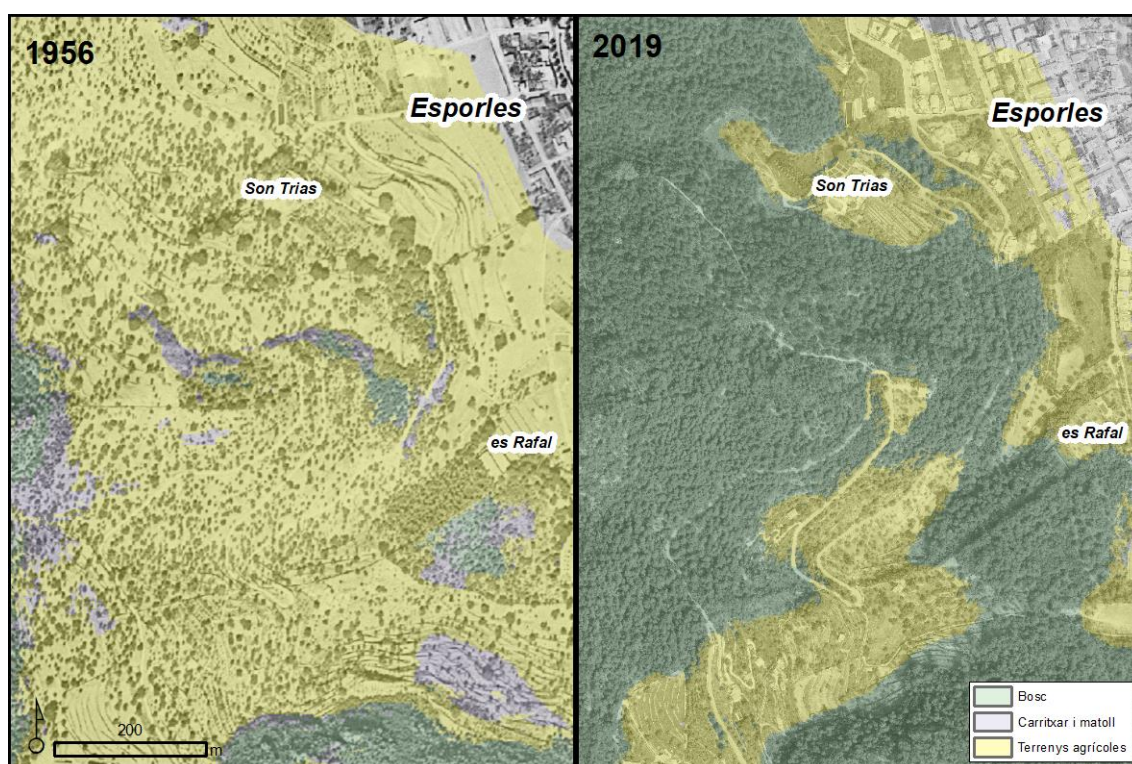 1956
Esporles
Son Trias
es Rafal
200
m
2019
Esporles
Son Trias
es Rafal
Bosc
Carritxar i matoll
Terrenys agrícoles